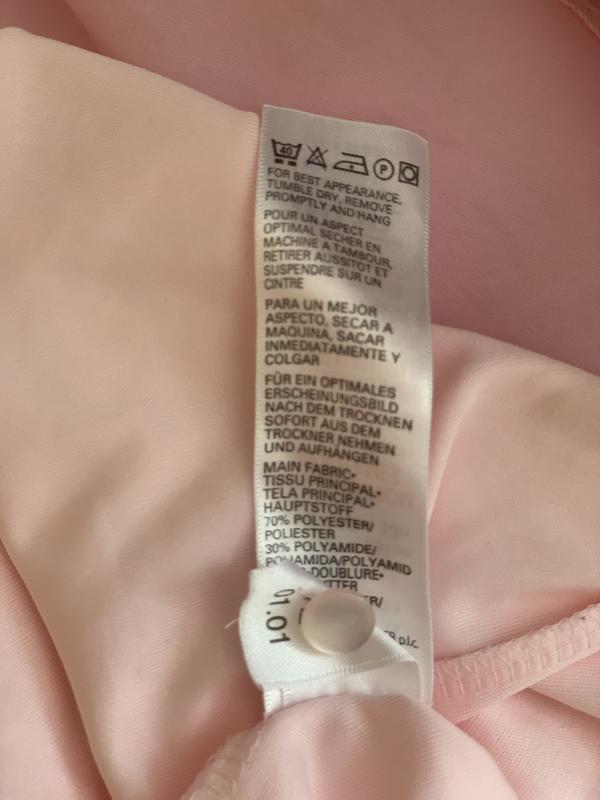 40
P
FOR BEST APPEARANCE,
TUMBLE DRY, REMOVE
PROMPTLY AND HANG
POUR UN ASPECT
OPTIMAL SECHER EN
MACHINE A TAMBOUR,
RETIRER AUSSITOT ET
SUSPENDRE SUR UN
CINTRE
PARA UN MEJOR
ASPECTO, SECAR A
MAQUINA, SACAR
INMEDIATAMENTE Y
COLGAR
FÜR EIN OPTIMALES
ERSCHEINUNGSBILD
NACH DEM TROCKNEN
SOFORT AUS DEM
TROCKNER NEHMEN
UND AUFHÄNGEN
MAIN FABRIC•
TISSU PRINCIPAL•
TELA PRINCIPAL•
HAUPTSTOFF
70% POLYESTER/
POLIESTER
30% POLYAMIDE/
POLIAMIDA/POLYAMID
DOUBLURE•
p.l.c.
01.01